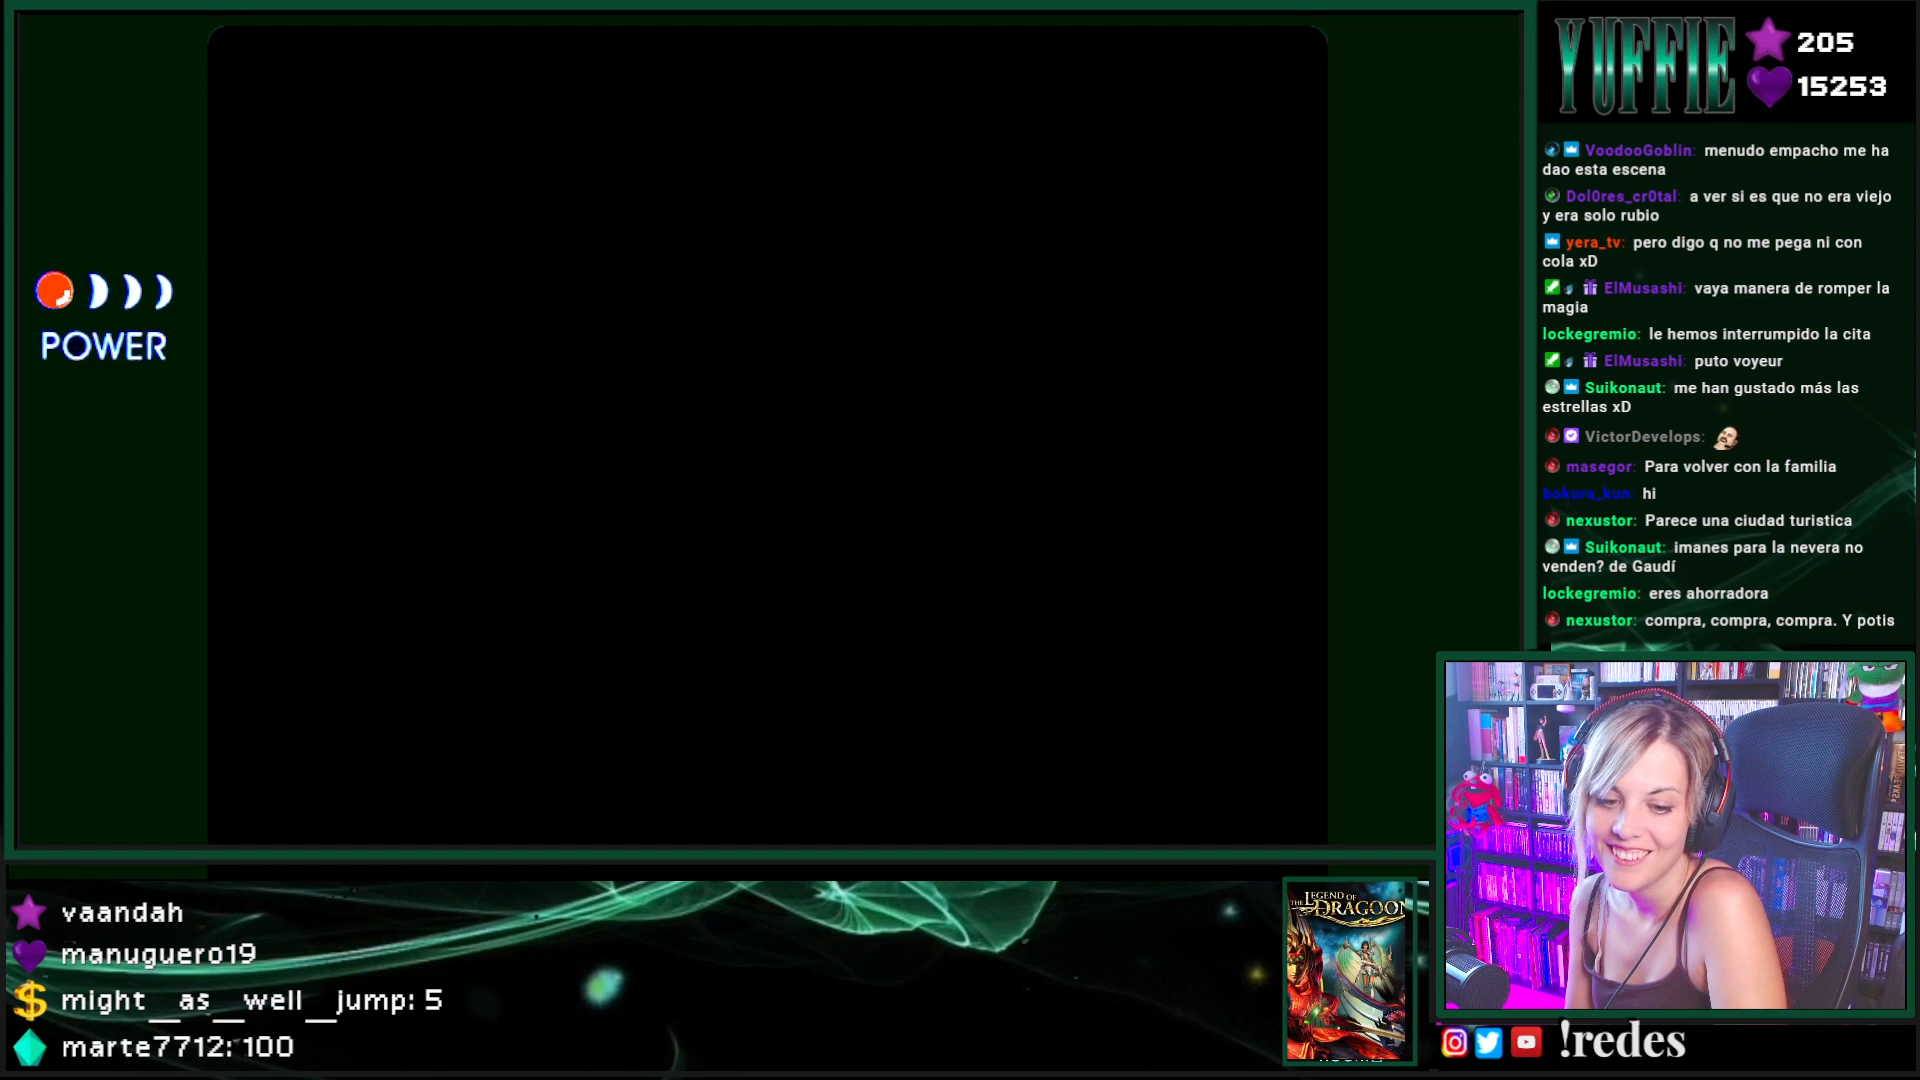 YUFFIE
205
15253
VoodooGoblin: menudo empacho me ha
dao esta escena
Dol0res_cr0tal: a ver si es que no era viejo
y era solo rubio
yera_tv: pero digo q no me pega ni con
cola xD
ElMusashi: vaya manera de romper la
magia
lockegremio: le hemos interrumpido la cita
ElMusashi: puto voyeur
Suikonaut: me han gustado más las
estrellas xD
VictorDevelops:
masegor: Para volver con la familia
bokura_kun: hi
nexustor: Parece una ciudad turistica
Suikonaut: imanes para la nevera no
venden? de Gaudí
lockegremio: eres ahorradora
nexustor: compra, compra, compra. Y potis
POWER
vaandah
manuguero19
might__as__well__jump: 5
marte7712: 100
THE LEGEND OF
DRAGOON
!redes